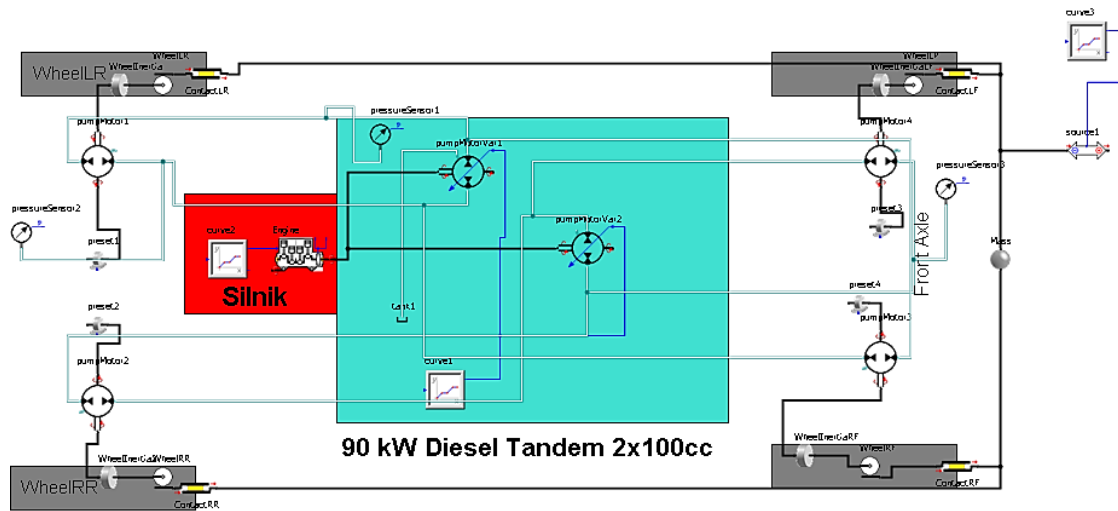 curve3
WheelLR
WheelLR
WheelInertia
ContactLR
WheelLF
WheelInertiaLF
ContactLF
pressureSensor1
pumpMotor1
pumpMotorVar1
pumpMotor4
source1
pressureSensor3
pressureSensor2
preset1
curve2
Engine
pumpMotorVar2
preset3
Front Axle
Mass
Silnik
tank1
preset2
preset4
pumpMotor2
pumpMotor3
curve1
90 kW Diesel Tandem 2x100cc
WheelInertiaRF
WheelRF
ContactRF
WheelRR
WheelRR
ContactRR